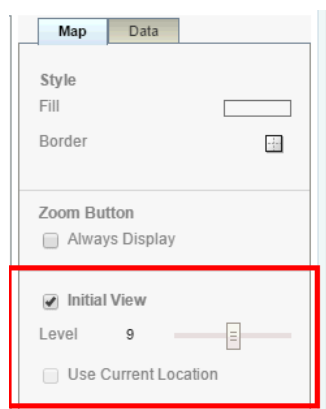 Map Data
Style
Fill
Border
Zoom Button
Always Display
Initial View
Level 9
Use Current Location